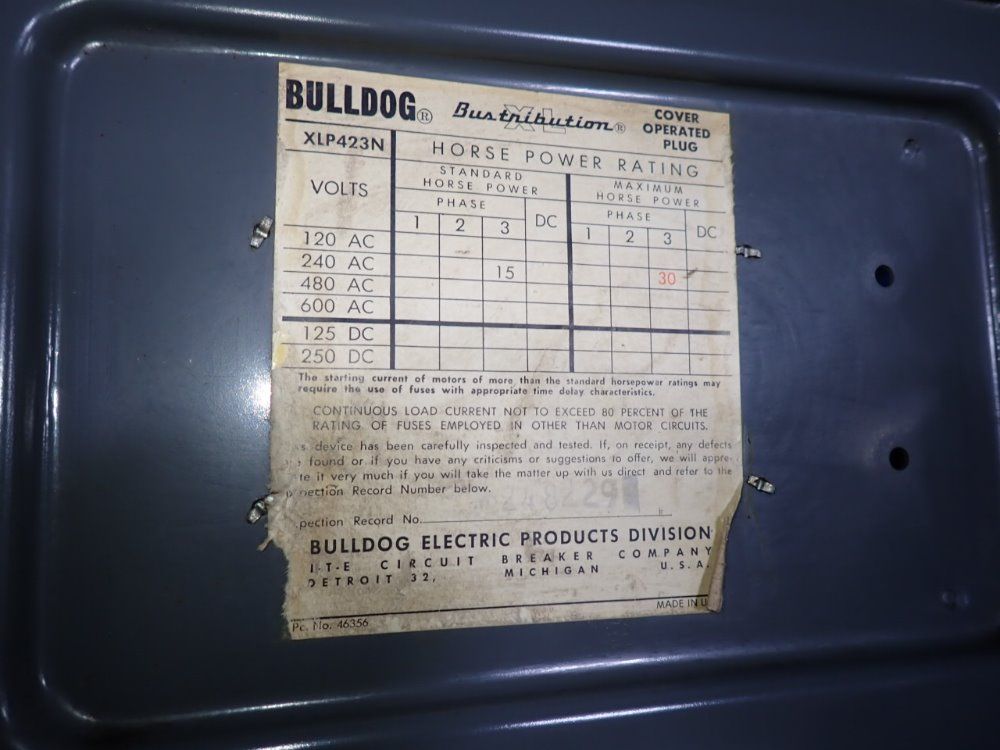 BULLDOG® Bustribution® XL COVER
OPERATED
PLUG
XLP423N HORSE POWER RATING
VOLTS STANDARD
HORSE POWER MAXIMUM
HORSE POWER
PHASE DC PHASE DC
1 2 3 1 2 3
120 AC
240 AC 15 30
480 AC
600 AC
125 DC
250 DC
The starting current of motors of more than the standard horsepower ratings may
require the use of fuses with appropriate time delay characteristics.
CONTINUOUS LOAD CURRENT NOT TO EXCEED 80 PERCENT OF THE
RATING OF FUSES EMPLOYED IN OTHER THAN MOTOR CIRCUITS.
s device has been carefully inspected and tested. If, on receipt, any defects
found or if you have any criticisms or suggestions to offer, we will appre-
te it very much if you will take the matter up with us direct and refer to the
pection Record Number below.
pection Record No.
BULLDOG ELECTRIC PRODUCTS DIVISION
I-T-E CIRCUIT BREAKER COMPANY
DETROIT 32, MICHIGAN U.S.A.
MADE IN U
Pc. No. 46356